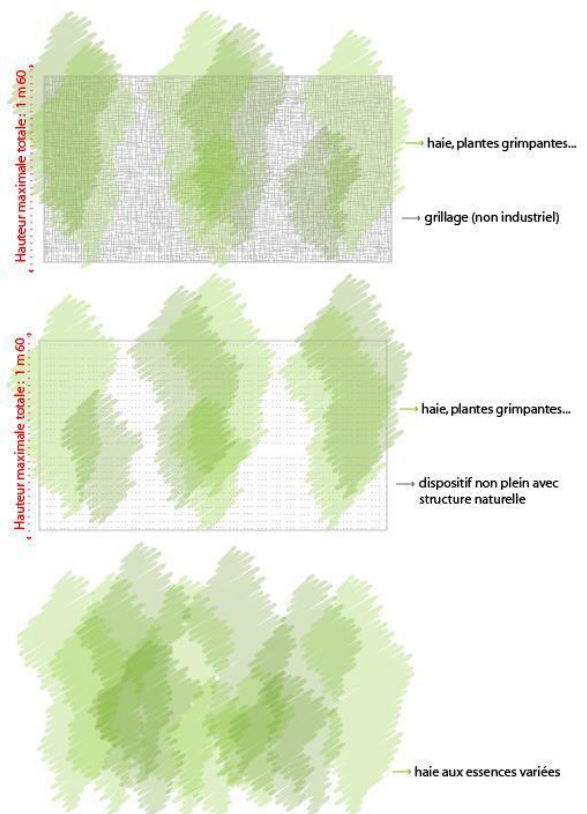 Hauteur maximale totale : 1 m 60
haie, plantes grimpantes...
grillage (non industriel)
Hauteur maximale totale : 1 m 60
haie, plantes grimpantes...
dispositif non plein avec
structure naturelle
haie aux essences variées